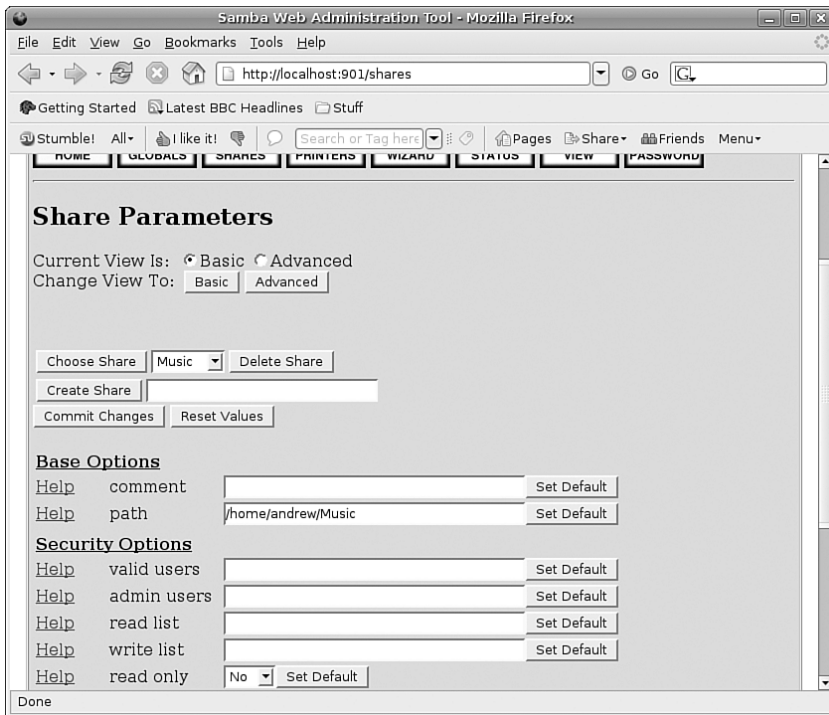 Samba Web Administration Tool - Mozilla Firefox
File Edit View Go Bookmarks Tools Help
http://localhost:901/shares Go G
Getting Started Latest BBC Headlines Stuff
Stumble! All I like it! Search or Tag here Pages Share Friends Menu
HOME GLOBALS SHARES PRINTERS WIZARD STATUS VIEW PASSWORD
Share Parameters
Current View Is: Basic Advanced
Change View To: Basic Advanced
Choose Share Music Delete Share
Create Share
Commit Changes Reset Values
Base Options
Help comment Set Default
Help path /home/andrew/Music Set Default
Security Options
Help valid users Set Default
Help admin users Set Default
Help read list Set Default
Help write list Set Default
Help read only No Set Default
Done